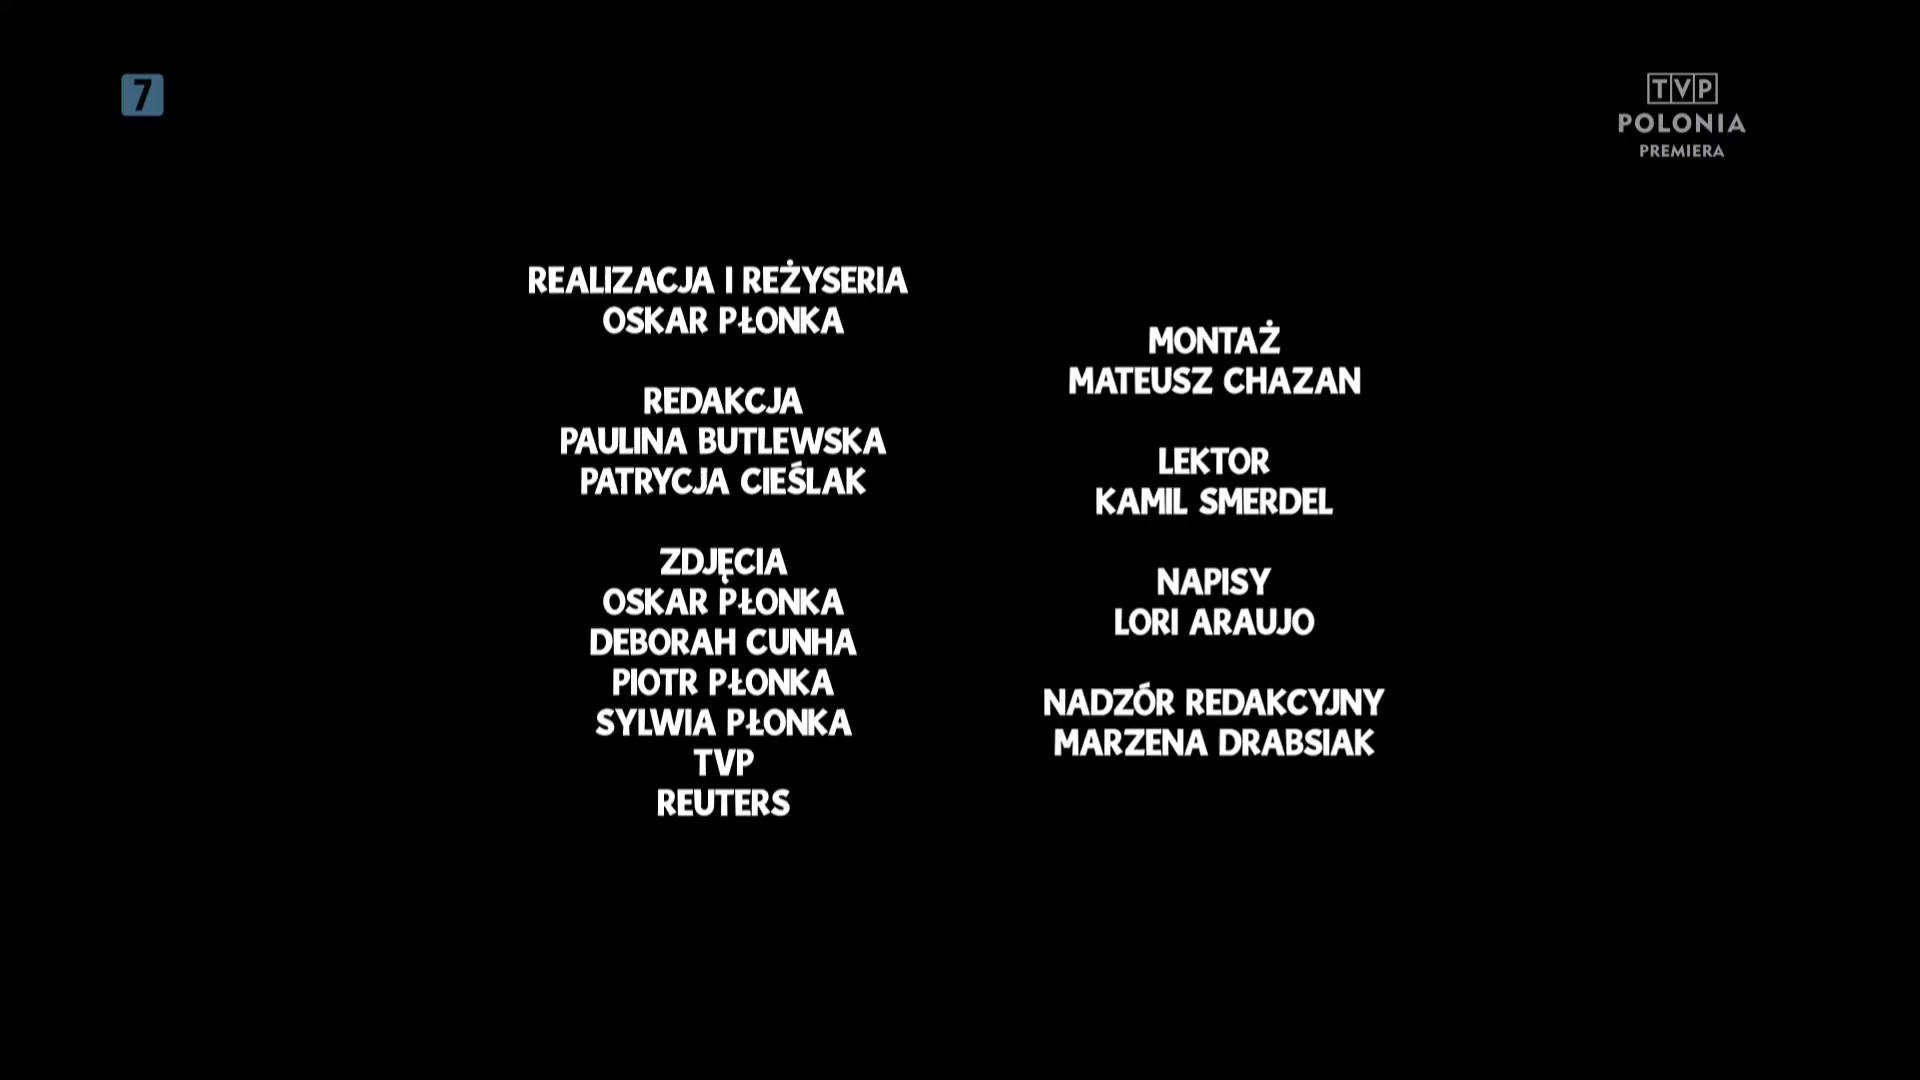 7
TVP
POLONIA
PREMIERA
REALIZACJA I REŻYSERIA
OSKAR PŁONKA
REDAKCJA
PAULINA BUTLEWSKA
PATRYCJA CIEŚLAK
ZDJĘCIA
OSKAR PŁONKA
DEBORAH CUNHA
PIOTR PŁONKA
SYLWIA PŁONKA
TVP
REUTERS
MONTAŻ
MATEUSZ CHAZAN
LEKTOR
KAMIL SMERDEL
NAPISY
LORI ARAUJO
NADZÓR REDAKCYJNY
MARZENA DRABSIAK